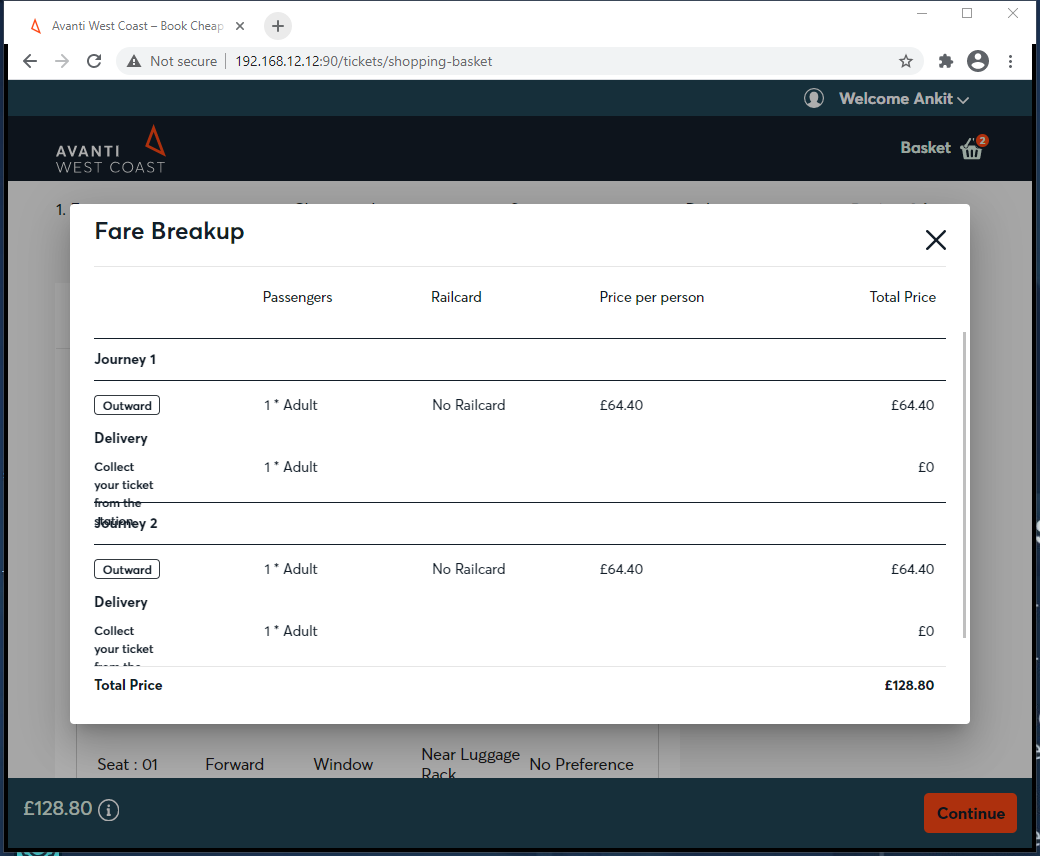 Avanti West Coast – Book Cheap
Not secure | 192.168.12.12:90/tickets/shopping-basket
Welcome Ankit
AVANTI
WEST COAST
Basket 2
1.
Fare Breakup
Passengers Railcard Price per person Total Price
Journey 1
Outward 1 * Adult No Railcard £64.40 £64.40
Delivery
Collect 1 * Adult £0
your ticket
from the
station
Journey 2
Outward 1 * Adult No Railcard £64.40 £64.40
Delivery
Collect 1 * Adult £0
your ticket
from the
Total Price £128.80
Seat : 01 Forward Window Near Luggage Rack No Preference
£128.80
Continue